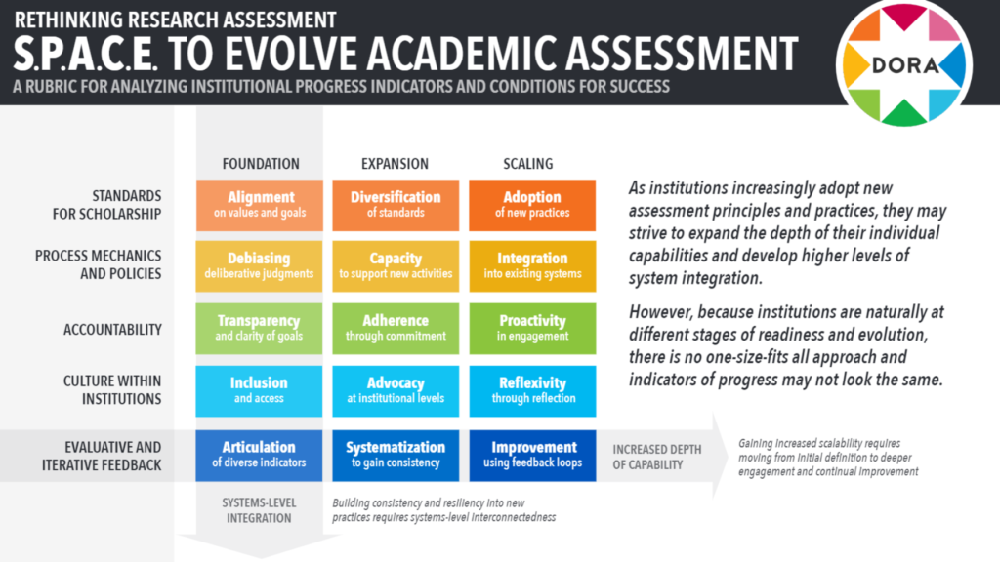 RETHINKING RESEARCH ASSESSMENT
S.P.A.C.E. TO EVOLVE ACADEMIC ASSESSMENT
A RUBRIC FOR ANALYZING INSTITUTIONAL PROGRESS INDICATORS AND CONDITIONS FOR SUCCESS
DORA
FOUNDATION
EXPANSION
SCALING
STANDARDS
FOR SCHOLARSHIP
Alignment
on values and goals
Diversification
of standards
Adoption
of new practices
PROCESS MECHANICS
AND POLICIES
Debiasing
deliberative judgments
Capacity
to support new activities
Integration
into existing systems
ACCOUNTABILITY
Transparency
and clarity of goals
Adherence
through commitment
Proactivity
in engagement
CULTURE WITHIN
INSTITUTIONS
Inclusion
and access
Advocacy
at institutional levels
Reflexivity
through reflection
EVALUATIVE AND
ITERATIVE FEEDBACK
Articulation
of diverse indicators
Systematization
to gain consistency
Improvement
using feedback loops
INCREASED DEPTH
OF CAPABILITY
Gaining increased scalability requires
moving from initial definition to deeper
engagement and continual improvement
SYSTEMS-LEVEL
INTEGRATION
Building consistency and resiliency into new
practices requires systems-level interconnectedness
As institutions increasingly adopt new
assessment principles and practices, they may
strive to expand the depth of their individual
capabilities and develop higher levels of
system integration.
However, because institutions are naturally at
different stages of readiness and evolution,
there is no one-size-fits all approach and
indicators of progress may not look the same.